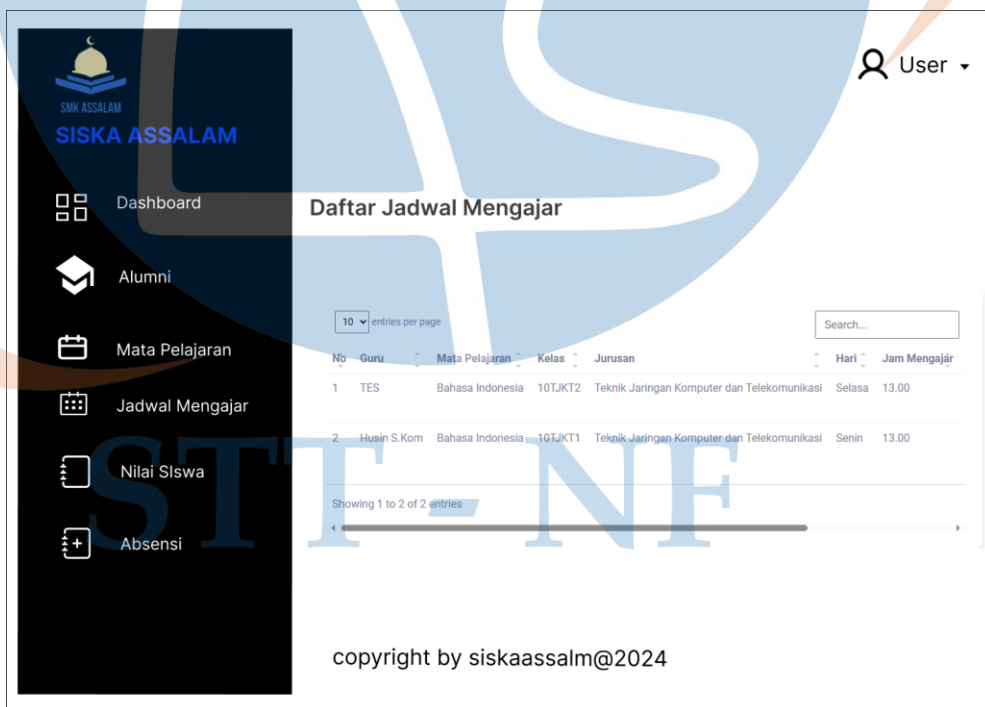 SMK ASSALAM
SISKA ASSALAM
User
Dashboard
Alumni
Mata Pelajaran
Jadwal Mengajar
Nilai SIswa
Absensi
Daftar Jadwal Mengajar
10 entries per page
Search...
No Guru Mata Pelajaran Kelas Jurusan Hari Jam Mengajar
1 TES Bahasa Indonesia 10TJKT2 Teknik Jaringan Komputer dan Telekomunikasi Selasa 13.00
2 Husin S.Kom Bahasa Indonesia 10TJKT1 Teknik Jaringan Komputer dan Telekomunikasi Senin 13.00
Showing 1 to 2 of 2 entries
STT - NF
copyright by siskaassalm@2024